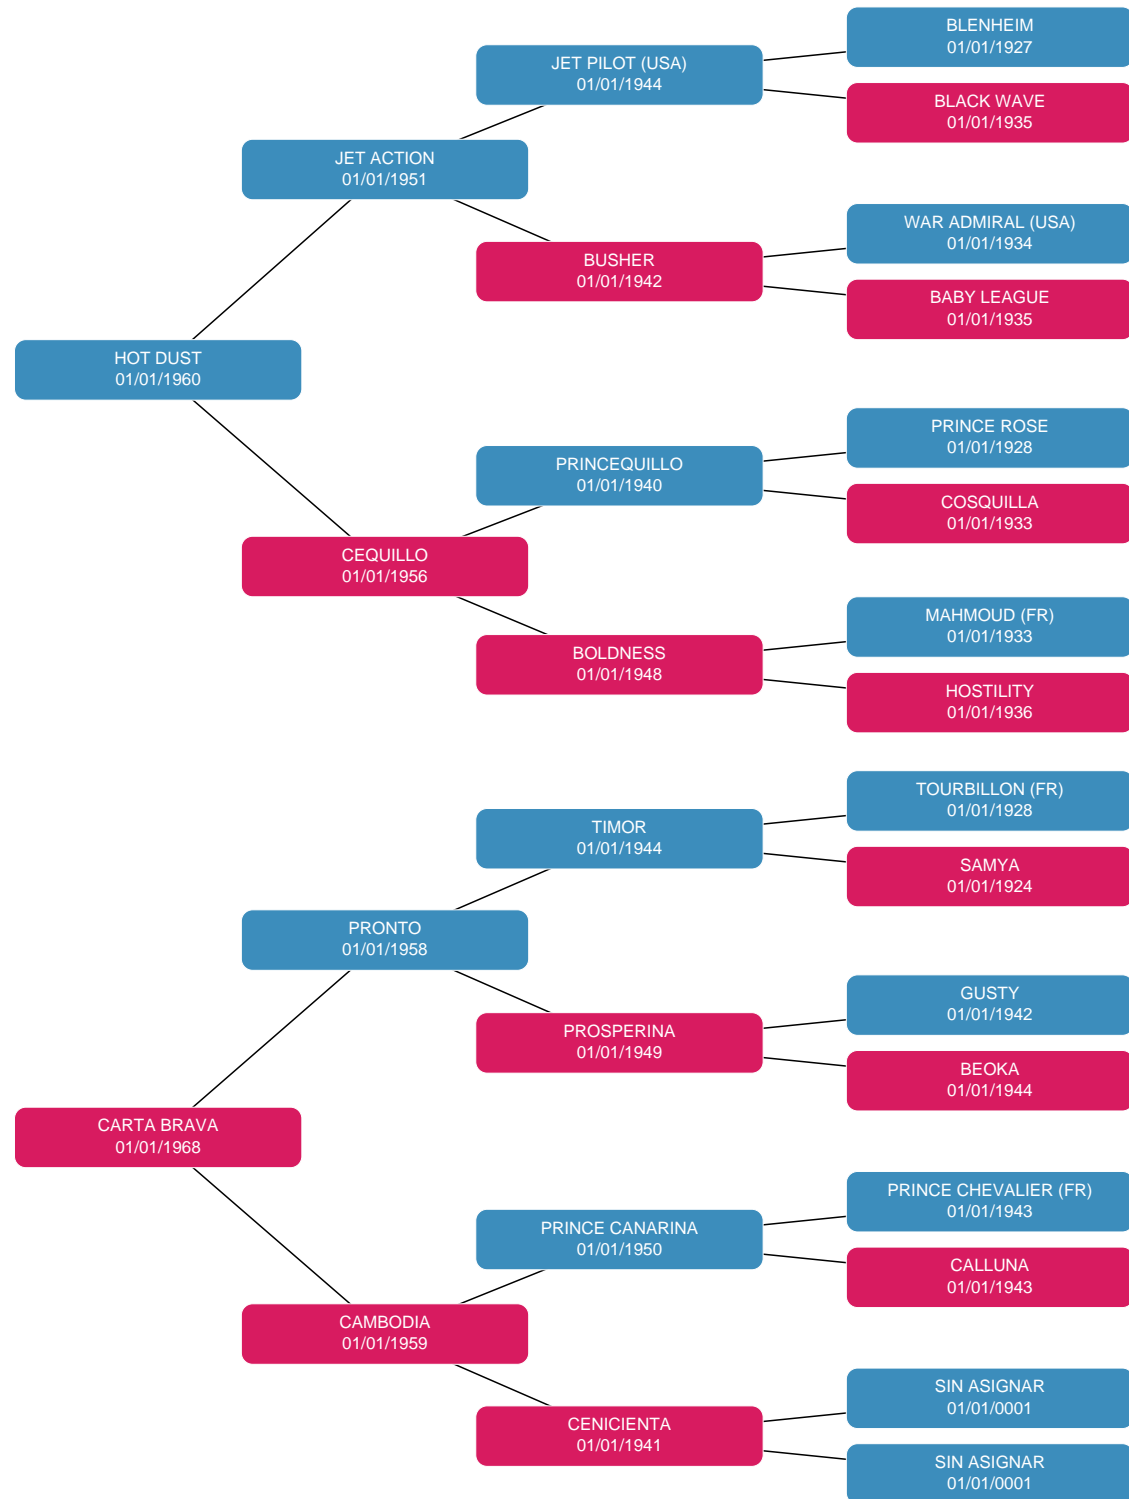 BLENHEIM
01/01/1927
JET PILOT (USA)
01/01/1944
BLACK WAVE
01/01/1935
JET ACTION
01/01/1951
WAR ADMIRAL (USA)
01/01/1934
BUSHER
01/01/1942
BABY LEAGUE
01/01/1935
HOT DUST
01/01/1960
PRINCE ROSE
01/01/1928
PRINCEQUILLO
01/01/1940
COSQUILLA
01/01/1933
CEQUILLO
01/01/1956
MAHMOUD (FR)
01/01/1933
BOLDNESS
01/01/1948
HOSTILITY
01/01/1936
TOURBILLON (FR)
01/01/1928
TIMOR
01/01/1944
SAMYA
01/01/1924
PRONTO
01/01/1958
GUSTY
01/01/1942
PROSPERINA
01/01/1949
BEOKA
01/01/1944
CARTA BRAVA
01/01/1968
PRINCE CHEVALIER (FR)
01/01/1943
PRINCE CANARINA
01/01/1950
CALLUNA
01/01/1943
CAMBODIA
01/01/1959
SIN ASIGNAR
01/01/0001
CENICIENTA
01/01/1941
SIN ASIGNAR
01/01/0001